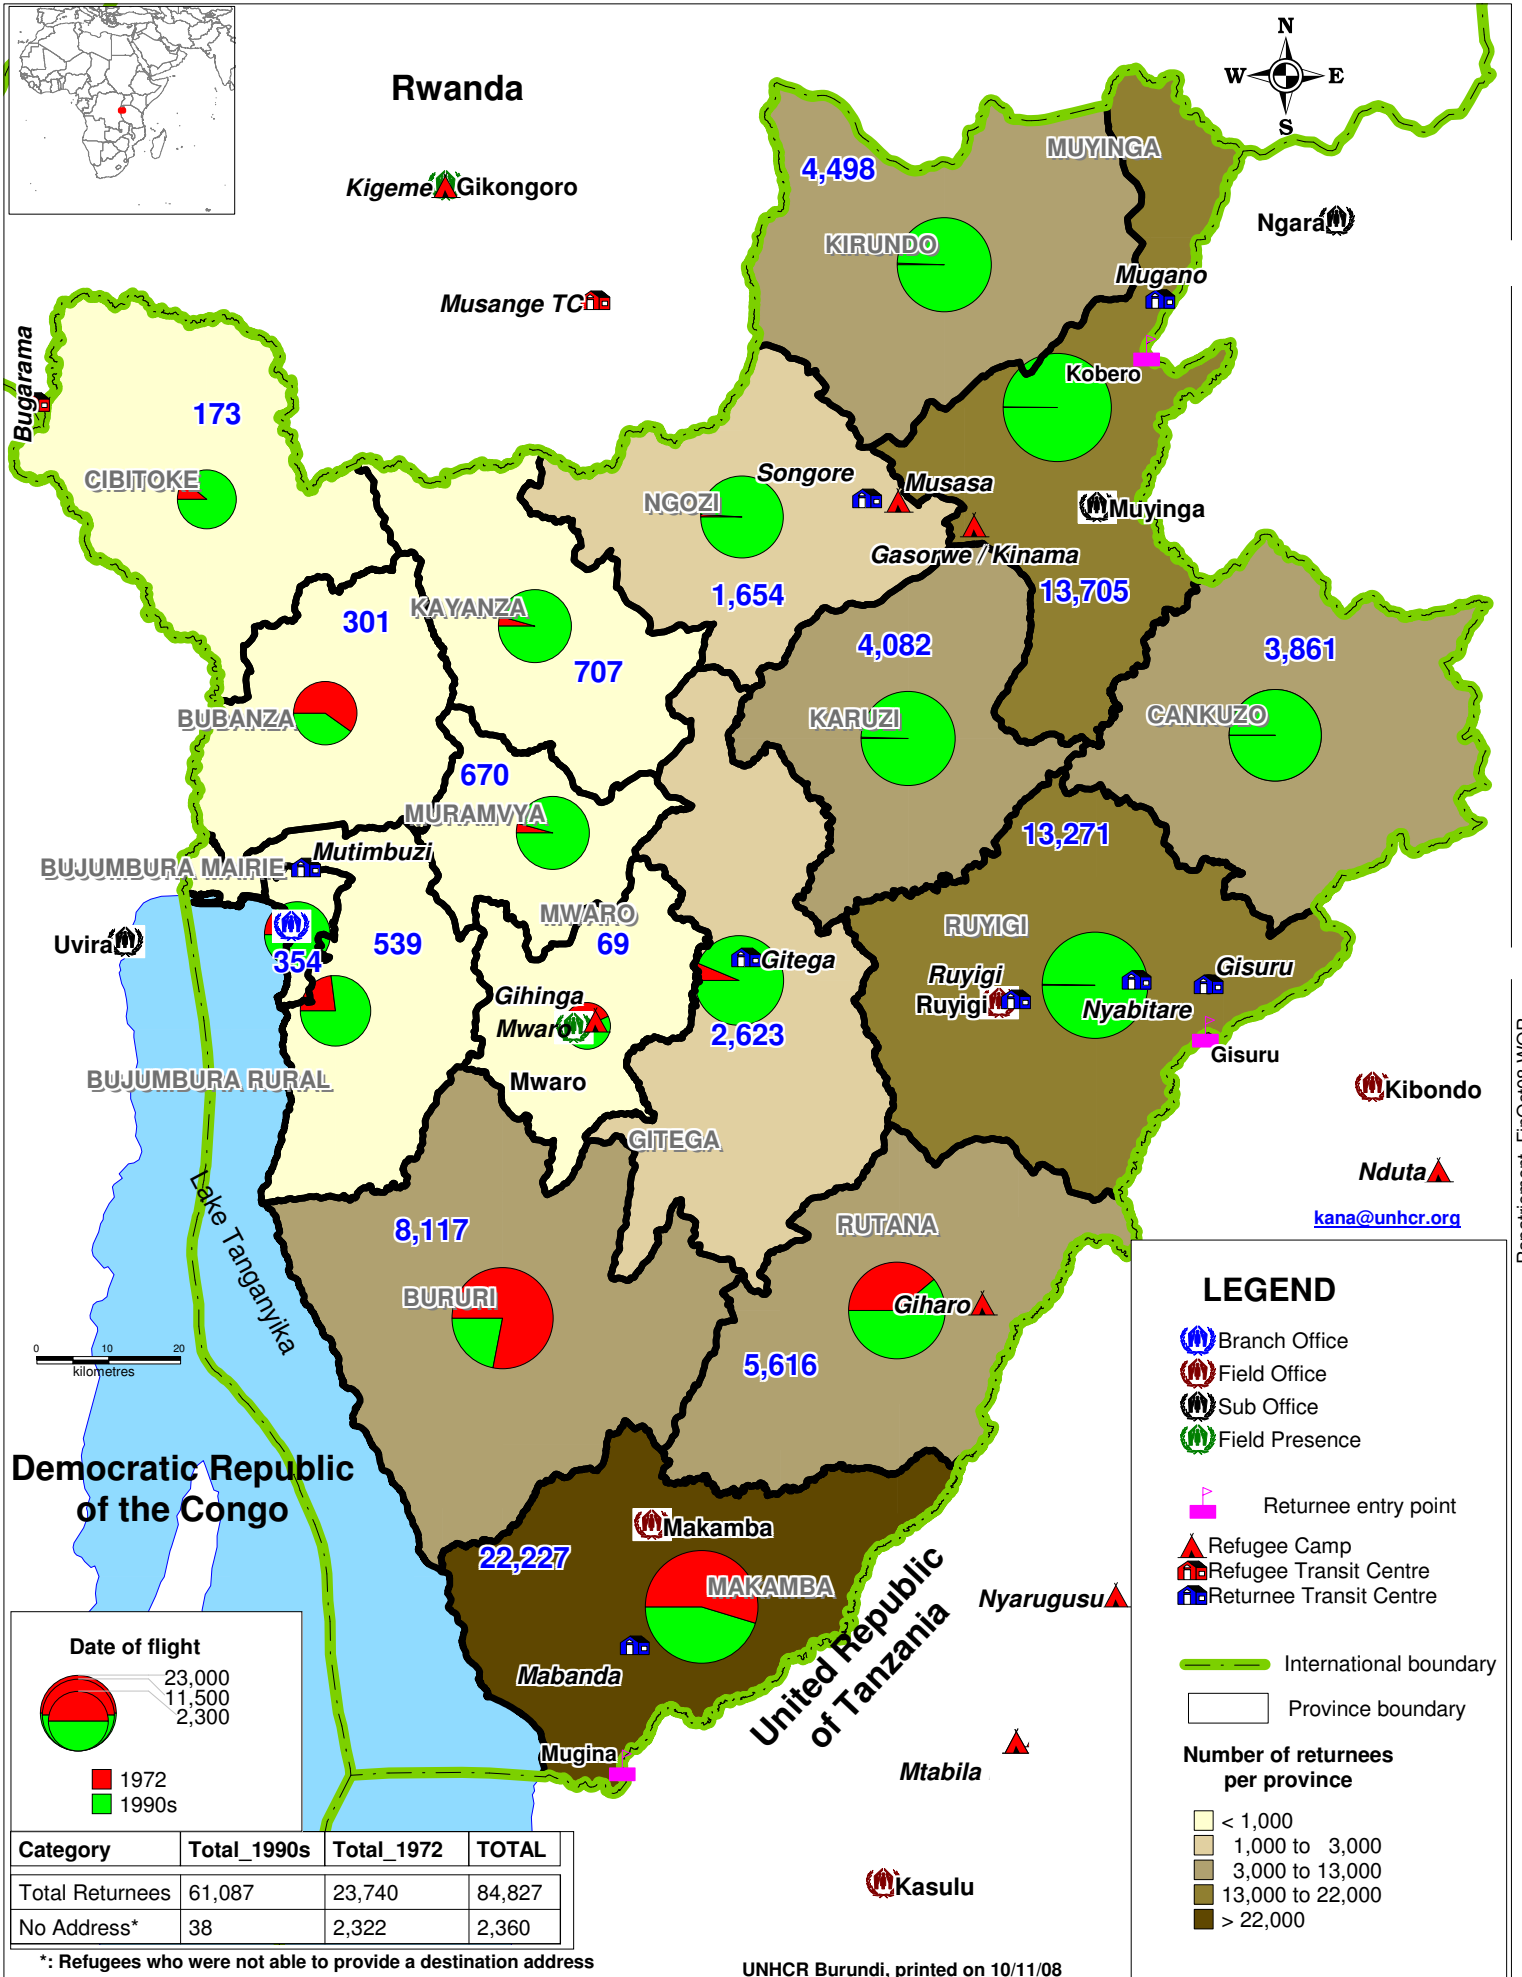 Rwanda
N
W E
S
Kigeme Gikongoro
Musange TC
Ngara
Bugarama
4,498
MUYINGA
KIRUNDO
Mugano
Kobero
173
CIBITOKE
NGOZI
Songore
Musasa
Muyinga
Gasorwe / Kinama
1,654
13,705
301
KAYANZA
707
4,082
3,861
BUBANZA
KARUZI
CANKUZO
670
MURAMVYA
13,271
BUJUMBURA MAIRIE
Mutimbuzi
MWARO
69
RUYIGI
Uvira
354
539
Gitega
Ruyigi
Ruyigi
Gisuru
Nyabitare
Gihinga
Mwaro
2,623
Gisuru
BUJUMBURA RURAL
Mwaro
Kibondo
GITEGA
Nduta
kana@unhcr.org
Lake Tanganyika
8,117
RUTANA
BURURI
Giharo
5,616
0 10 20
kilometres
Democratic Republic
of the Congo
Makamba
22,227
MAKAMBA
Mabanda
United Republic
of Tanzania
Nyarugusu
Mugina
Mtabila
Kasulu
LEGEND
Branch Office
Field Office
Sub Office
Field Presence
Returnee entry point
Refugee Camp
Refugee Transit Centre
Returnee Transit Centre
International boundary
Province boundary
Number of returnees
per province
< 1,000
1,000 to 3,000
3,000 to 13,000
13,000 to 22,000
> 22,000
Date of flight
23,000
11,500
2,300
1972
1990s
Category Total_1990s Total_1972 TOTAL
Total Returnees 61,087 23,740 84,827
No Address* 38 2,322 2,360
*: Refugees who were not able to provide a destination address
UNHCR Burundi, printed on 10/11/08